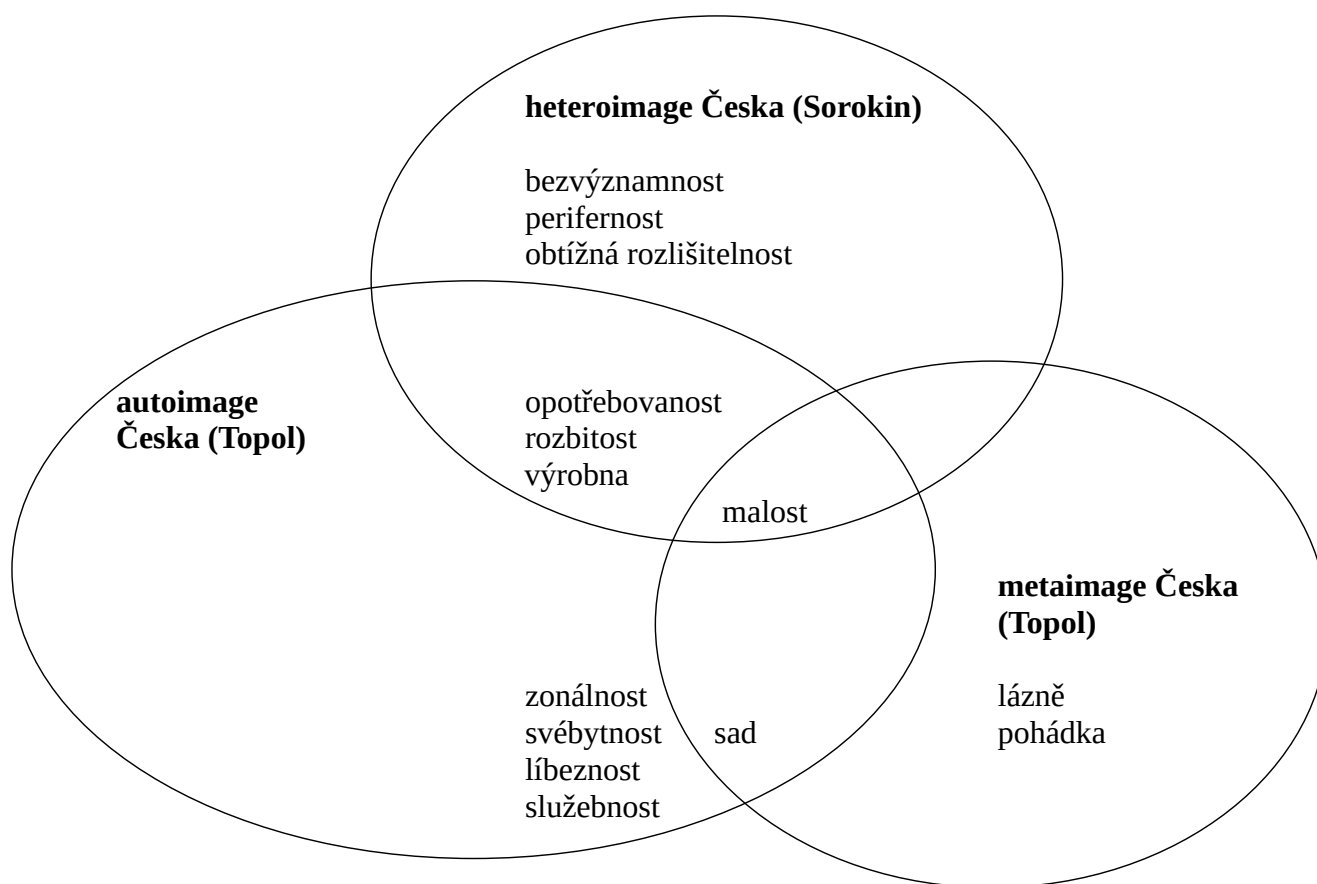 heteroimage Česka (Sorokin)
bezvýznamnost
perifernost
obtížná rozlišitelnost
autoimage
Česka (Topol)
opotřebovanost
rozbitost
výrobna
malost
metaimage Česka
(Topol)
lázně
pohádka
zonálnost
svébytnost
líbeznost
služebnost
sad